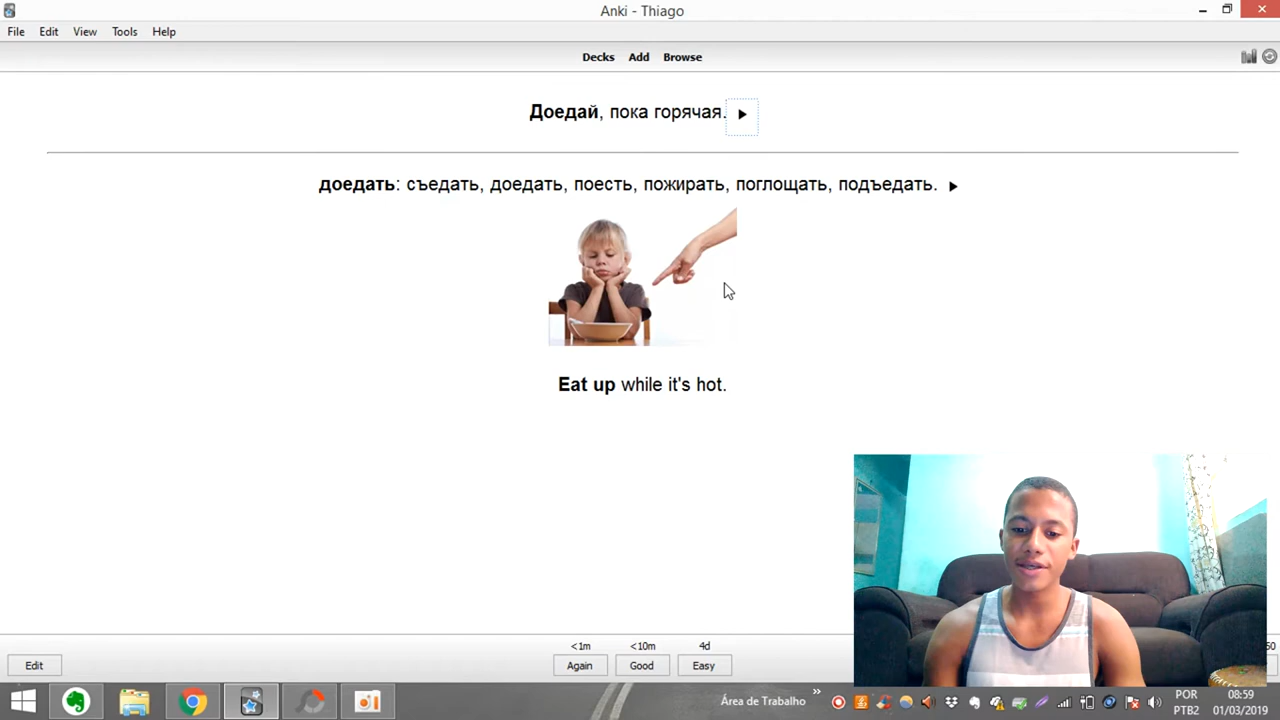 Anki - Thiago
File Edit View Tools Help
Decks Add Browse
Доедай, пока горячая.
доедать: съедать, доедать, поесть, пожирать, поглощать, подъедать.
Eat up while it's hot.
<1m <10m 4d
Edit Again Good Easy
Área de Trabalho
POR 08:59
PTB2 01/03/2019